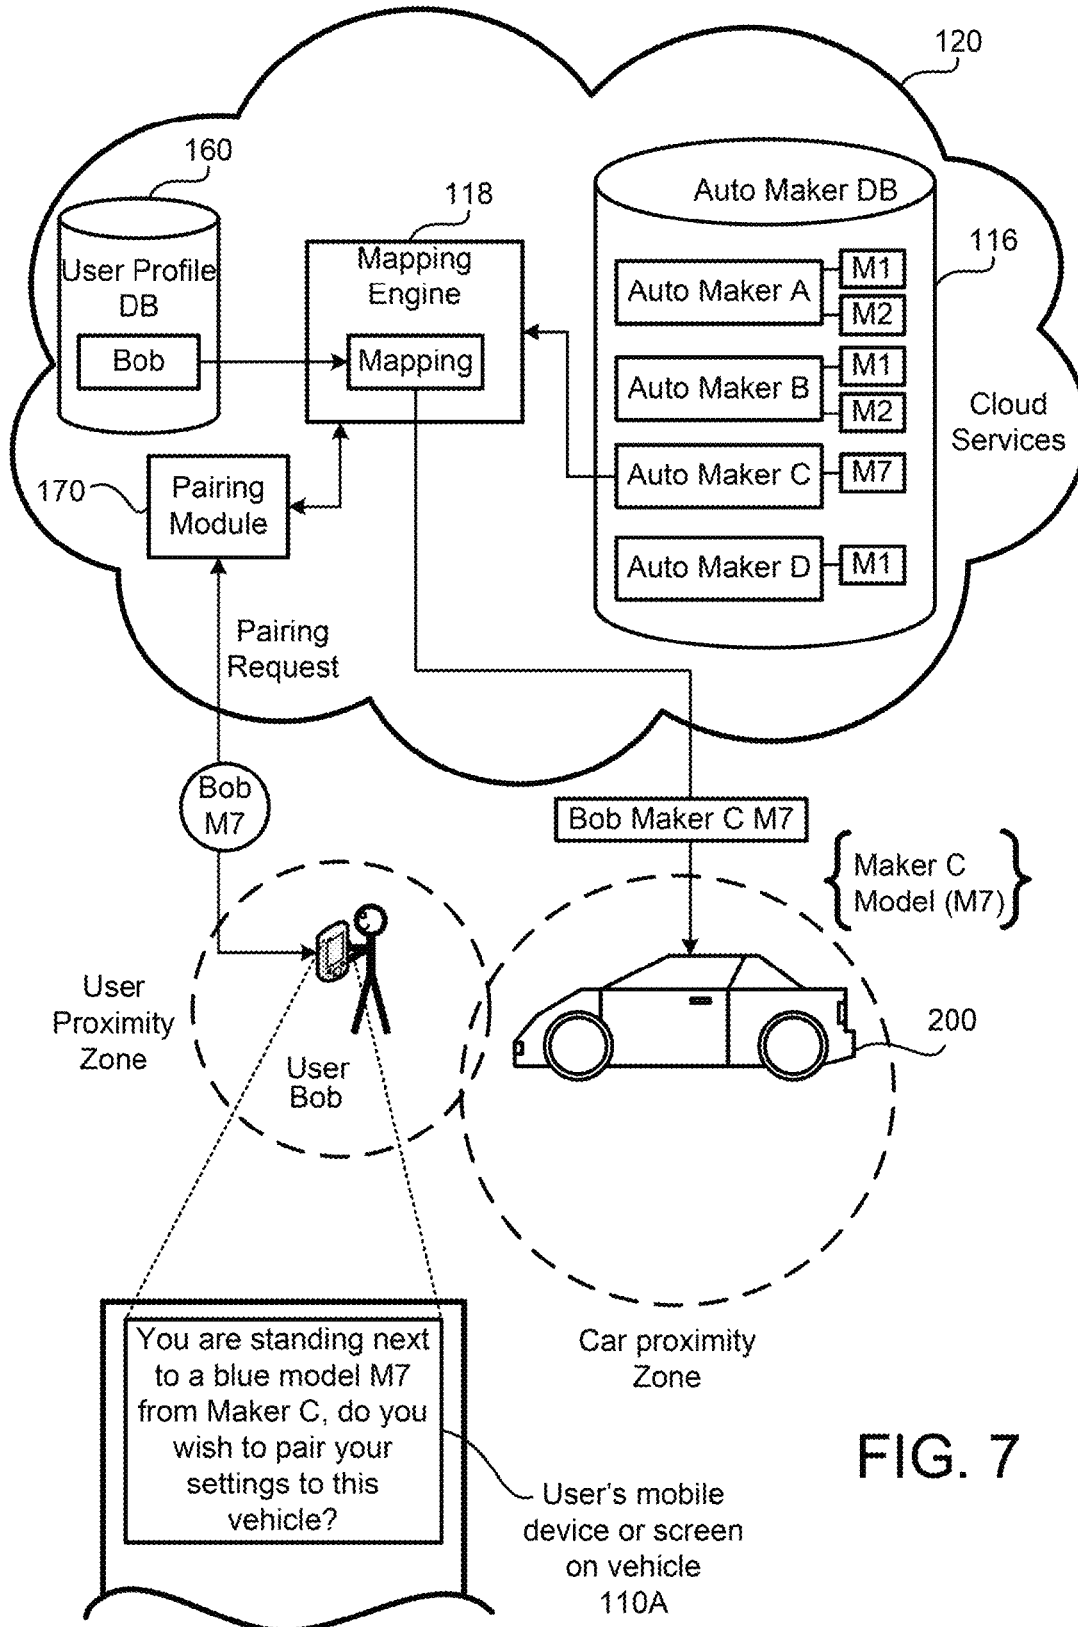 120
160
118
Auto Maker DB
116
User Profile
DB
Bob
Mapping
Engine
Mapping
Auto Maker A
M1
M2
Auto Maker B
M1
M2
Auto Maker C
M7
Auto Maker D
M1
Cloud
Services
170
Pairing
Module
Pairing
Request
Bob
M7
Bob Maker C M7
Maker C
Model (M7)
User
Proximity
Zone
User
Bob
200
Car proximity
Zone
You are standing next
to a blue model M7
from Maker C, do you
wish to pair your
settings to this
vehicle?
User's mobile
device or screen
on vehicle
110A
FIG. 7